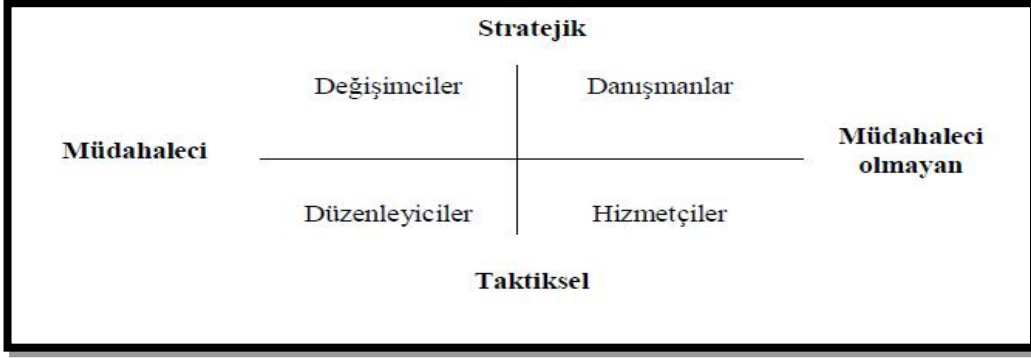 Stratejik
Değişimciler
Danışmanlar
Müdahaleci
Müdahaleci
olmayan
Düzenleyiciler
Hizmetçiler
Taktiksel